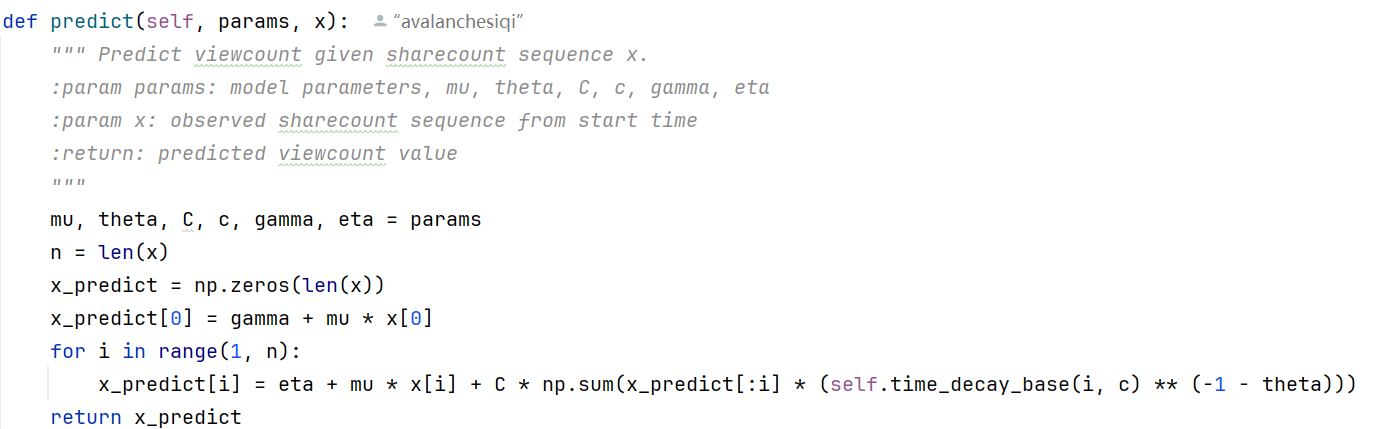 def predict(self, params, x): “avalanchesiqi”
    """ Predict viewcount given sharecount sequence x.
    :param params: model parameters, mu, theta, C, c, gamma, eta
    :param x: observed sharecount sequence from start time
    :return: predicted viewcount value
    """
    mu, theta, C, c, gamma, eta = params
    n = len(x)
    x_predict = np.zeros(len(x))
    x_predict[0] = gamma + mu * x[0]
    for i in range(1, n):
        x_predict[i] = eta + mu * x[i] + C * np.sum(x_predict[:i] * (self.time_decay_base(i, c) ** (-1 - theta)))
    return x_predict